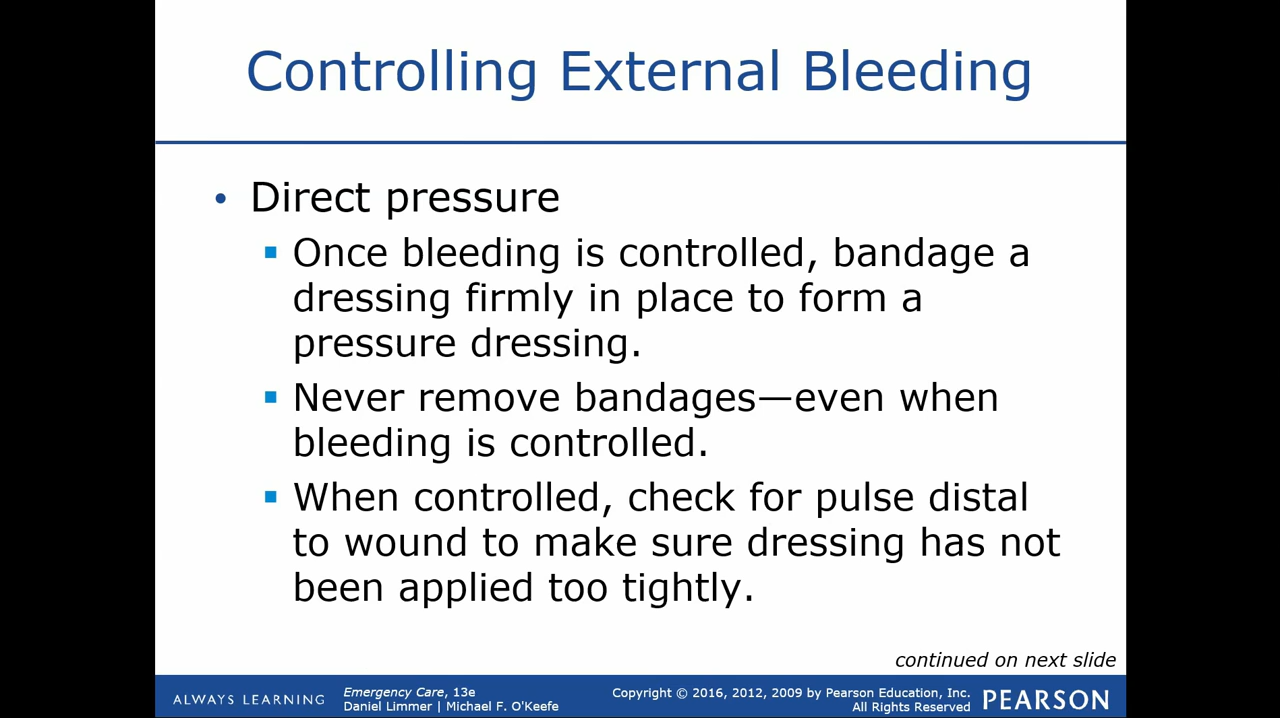 Controlling External Bleeding
• Direct pressure
▪ Once bleeding is controlled, bandage a
dressing firmly in place to form a
pressure dressing.
▪ Never remove bandages—even when
bleeding is controlled.
▪ When controlled, check for pulse distal
to wound to make sure dressing has not
been applied too tightly.
continued on next slide
ALWAYS LEARNING
Emergency Care, 13e
Daniel Limmer | Michael F. O'Keefe
Copyright © 2016, 2012, 2009 by Pearson Education, Inc.
All Rights Reserved
PEARSON